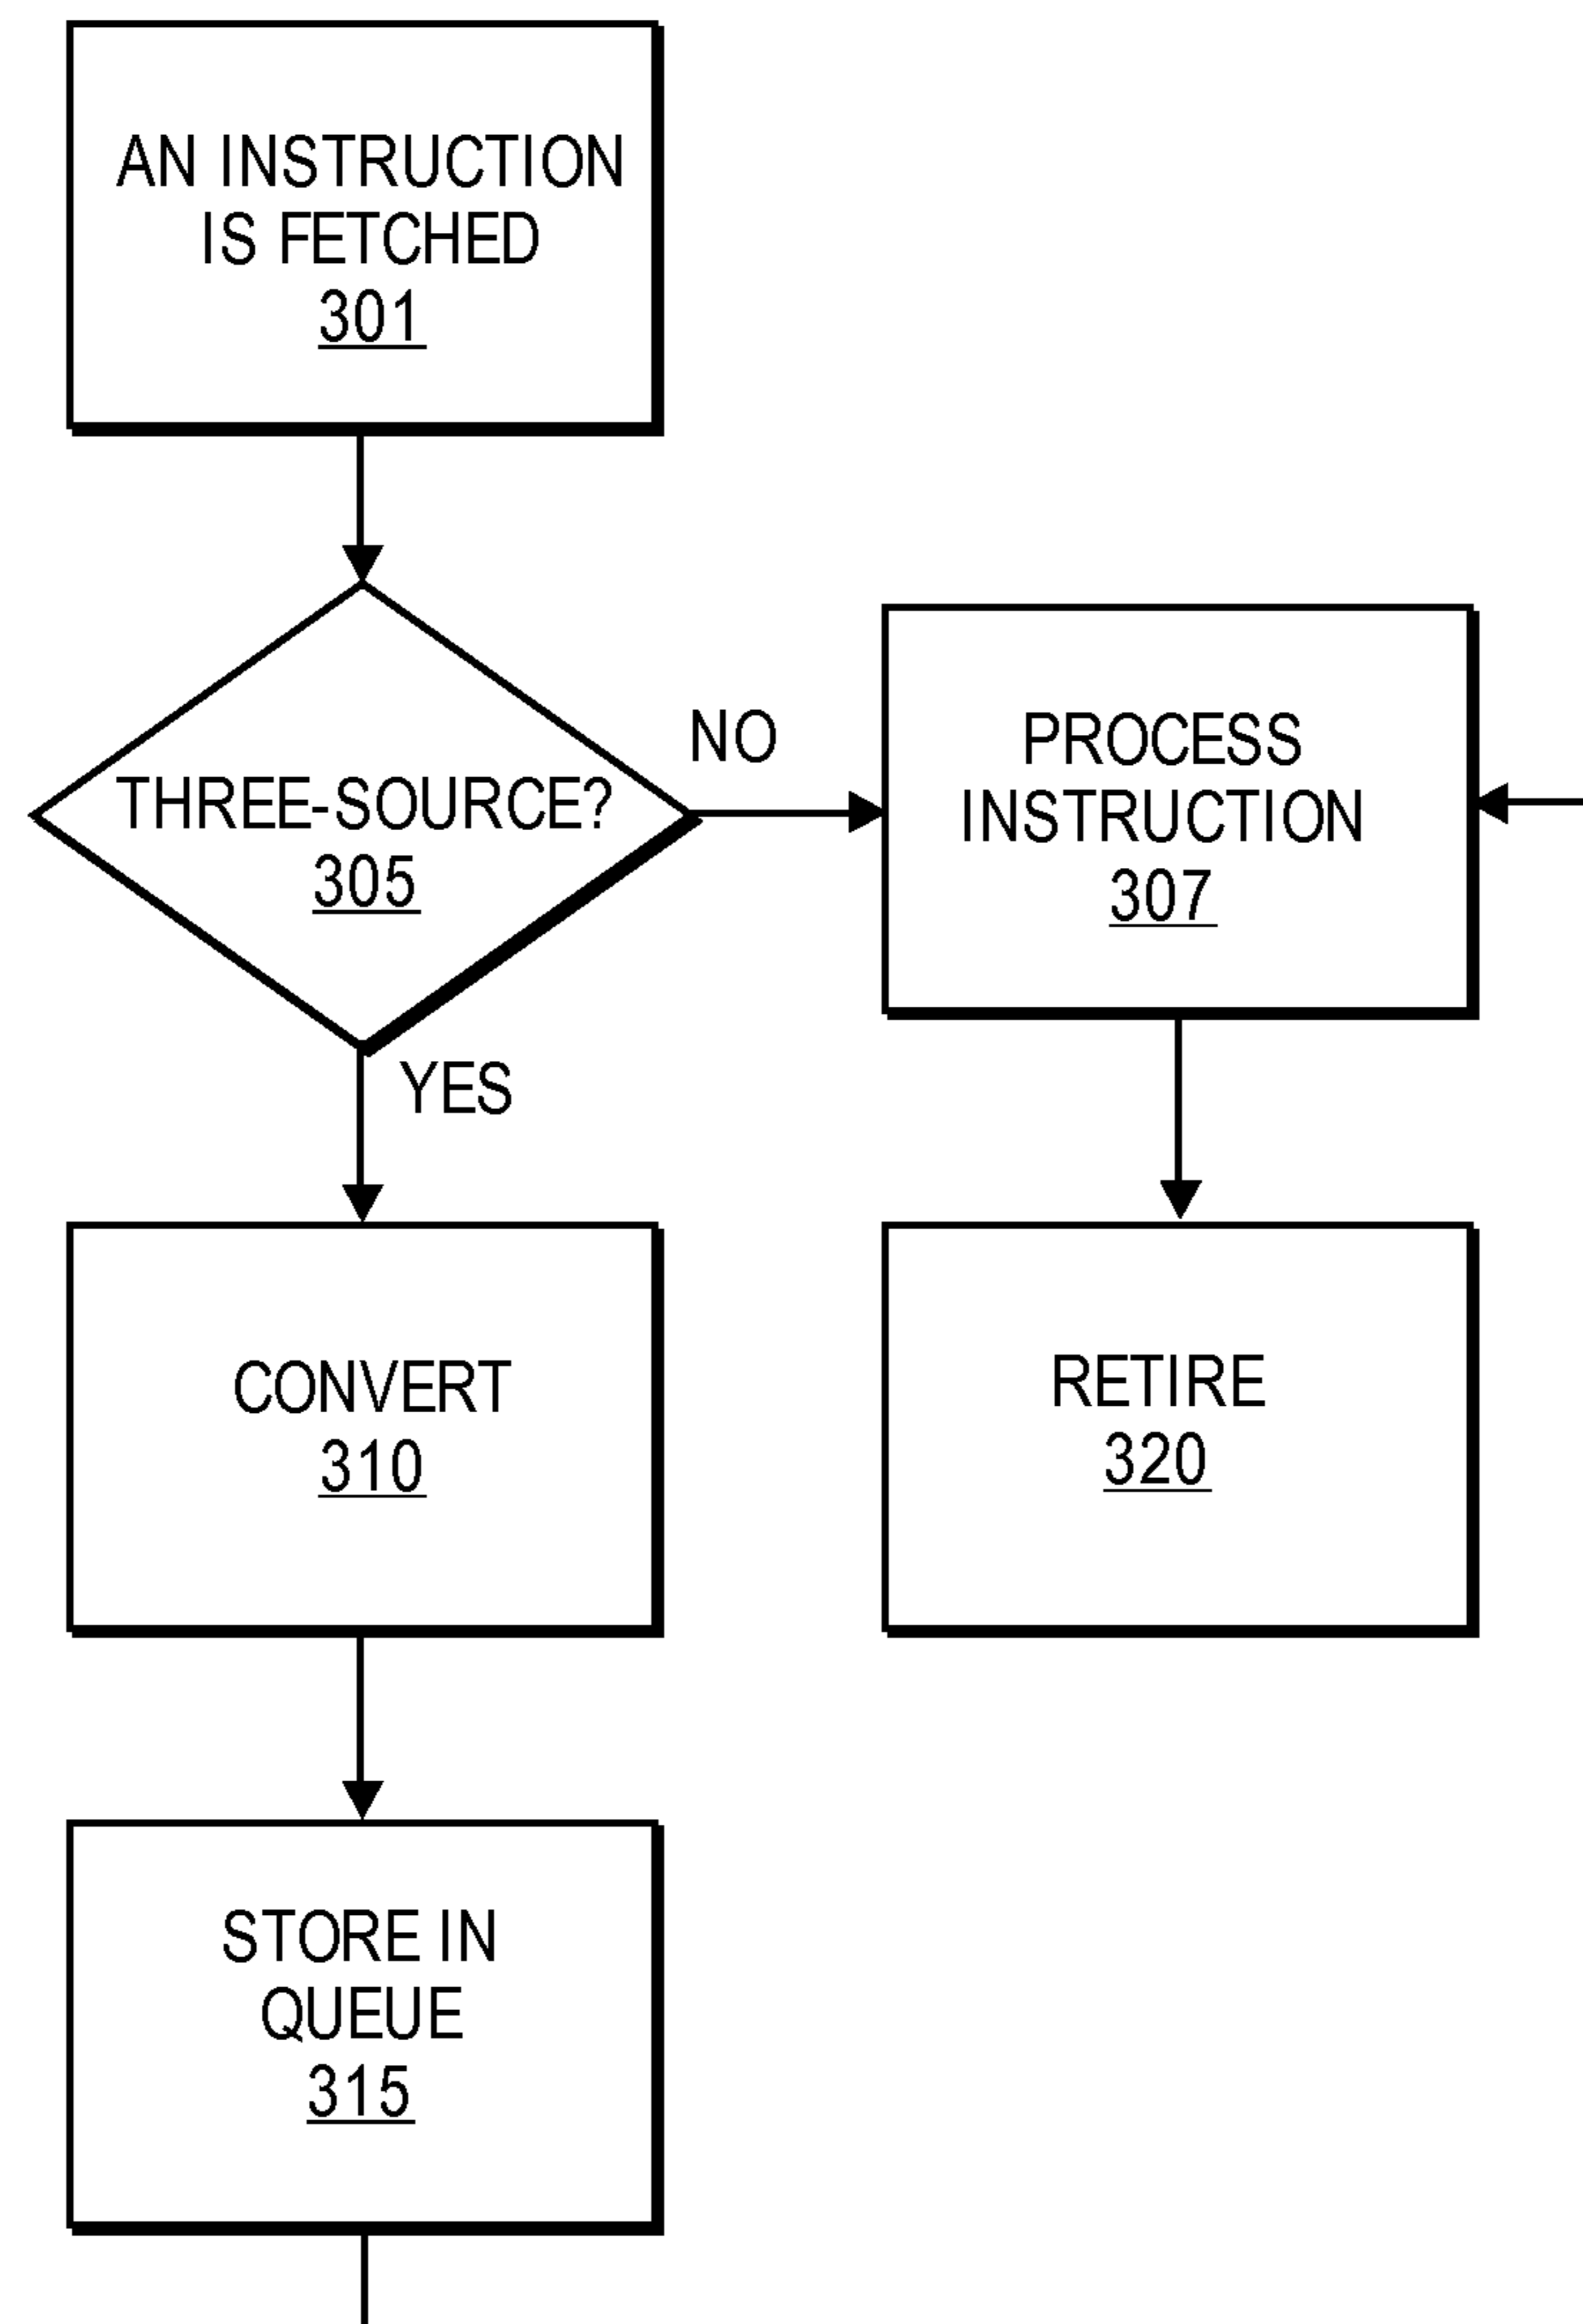 AN INSTRUCTION
IS FETCHED
301
THREE-SOURCE?
305
NO
PROCESS
INSTRUCTION
307
YES
CONVERT
310
RETIRE
320
STORE IN
QUEUE
315